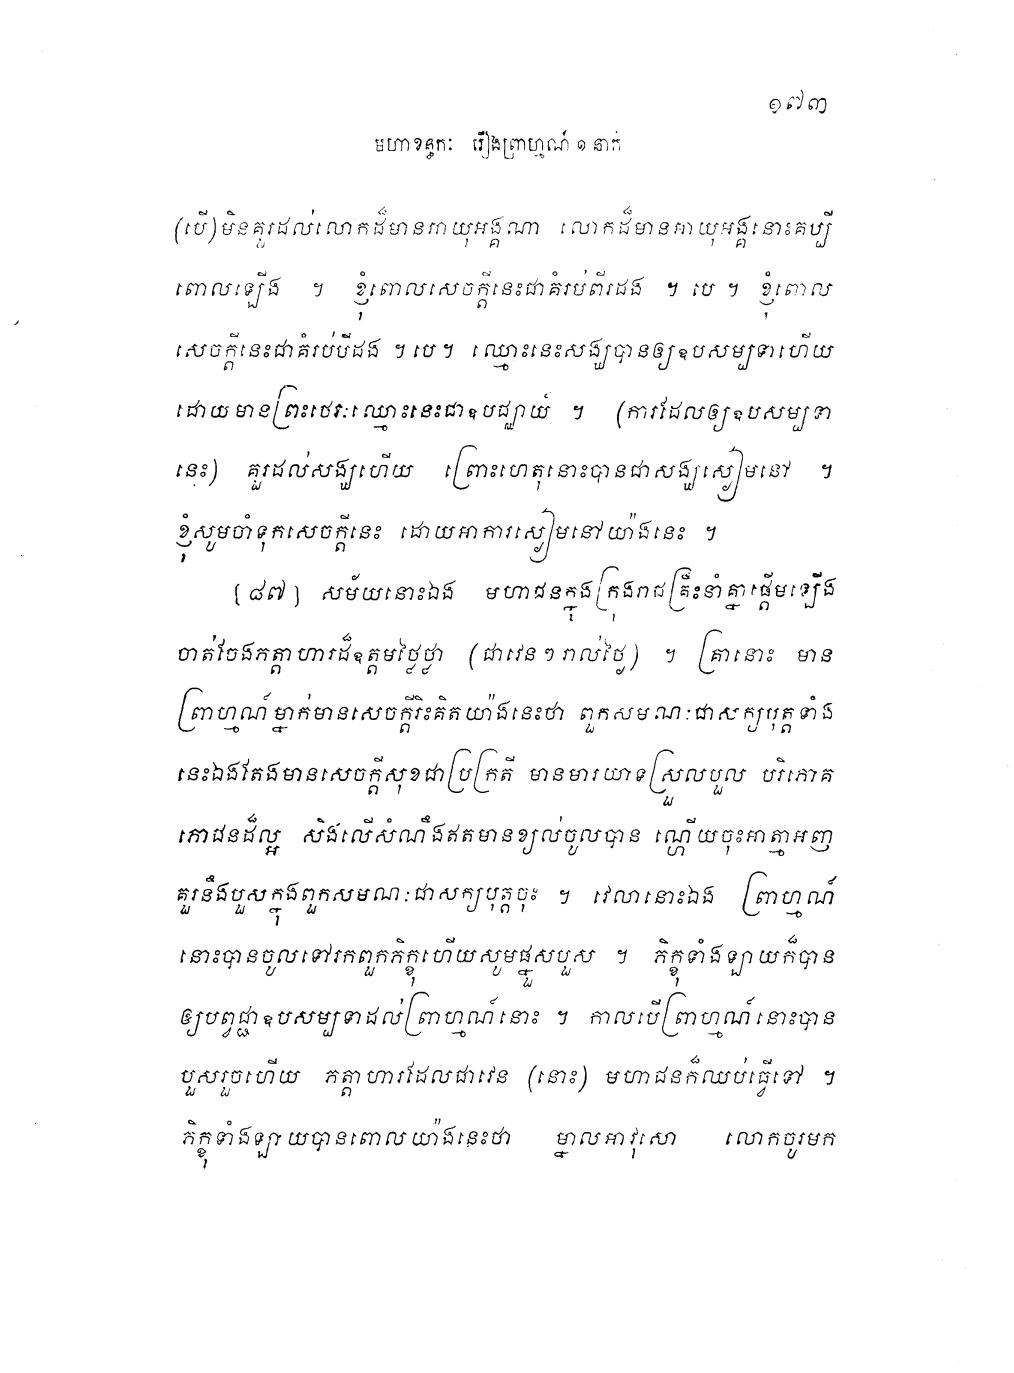 ១៧៣
មហាខន្ធកៈ រឿងព្រាហ្មណ៍ ១ នាក់
(បើ)មិនគួរដល់លោកដ៏មានអាយុអង្គណា លោកដ៏មានអាយុអង្គនោះគប្បី
ពោលឡើង ។ ខ្ញុំពោលសេចក្តីនេះជាគំរប់ពីរដង ។ បេ ។ ខ្ញុំពោល
សេចក្តីនេះជាគំរប់បីដង ។ បេ ។ ឈ្មោះនេះសង្ឃបានឲ្យឧបសម្បទាហើយ
ដោយមានព្រះថេរៈឈ្មោះនេះជាឧបជ្ឈាយ៍ ។ (ការដែលឲ្យឧបសម្បទា
នេះ) គួរដល់សង្ឃហើយ ព្រោះហេតុនោះបានជាសង្ឃស្ងៀមនៅ ។
ខ្ញុំសូមចាំទុកសេចក្តីនេះ ដោយអាការស្ងៀមនៅយ៉ាងនេះ ។
[៨៧] សម័យនោះឯង មហាជនក្នុងក្រុងរាជគ្រឹះនាំគ្នាផ្តើមឡើង
ចាត់ចែងភត្តាហារដ៏ឧត្តមថ្ងៃថ្លា (ជាវេនៗ រាល់ថ្ងៃ) ។ គ្រានោះ មាន
ព្រាហ្មណ៍ម្នាក់មានសេចក្តីរិះគិតយ៉ាងនេះថា ពួកសមណៈជាសក្យបុត្តទាំង
នេះឯងតែងមានសេចក្តីសុខជាប្រក្រតី មានមារយាទស្រួលបួល បរិភោគ
ភោជនដ៏ល្អ សិងលើសំណឹងឥតមានខ្យល់ចូលបាន ណ្ហើយចុះអាត្មាអញ
គួរនឹងបួសក្នុងពួកសមណៈជាសក្យបុត្តចុះ ។ វេលានោះឯង ព្រាហ្មណ៍
នោះបានចូលទៅរកពួកភិក្ខុហើយសូមផ្នួសបួស ។ ភិក្ខុទាំងឡាយក៏បាន
ឲ្យបព្វជ្ជាឧបសម្បទាដល់ព្រាហ្មណ៍នោះ ។ កាលបើព្រាហ្មណ៍នោះបាន
បួសរួចហើយ ភត្តាហារដែលជាវេន (នោះ) មហាជនក៏ឈប់ធ្វើទៅ ។
ភិក្ខុទាំងឡាយបានពោលយ៉ាងនេះថា ម្នាលអាវុសោ លោកចូរមក